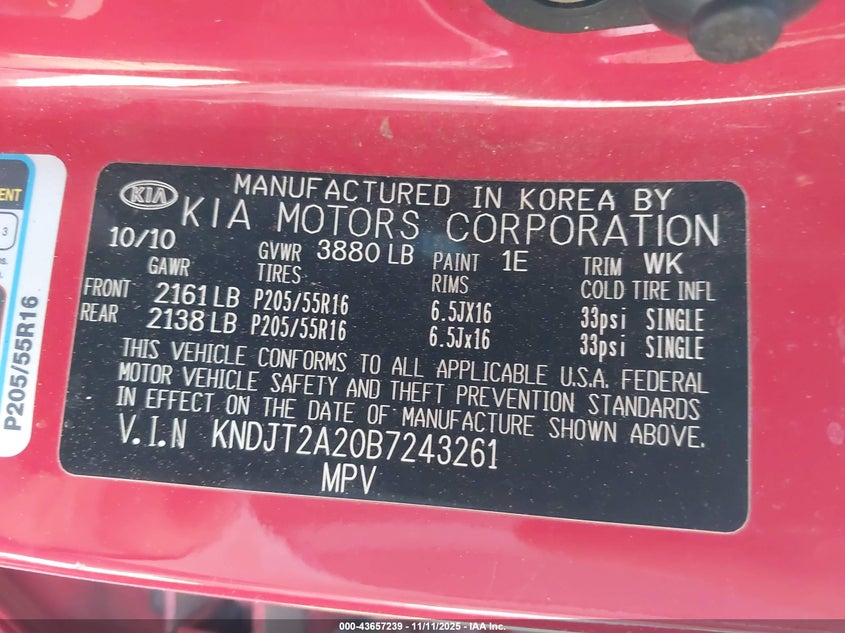 KIA
MANUFACTURED IN KOREA BY
KIA MOTORS CORPORATION
10/10 GVWR 3880 LB PAINT 1E TRIM WK
GAWR TIRES RIMS COLD TIRE INFL
FRONT 2161 LB P205/55R16 6.5JX16 33psi SINGLE
REAR 2138 LB P205/55R16 6.5Jx16 33psi SINGLE
THIS VEHICLE CONFORMS TO ALL APPLICABLE U.S.A. FEDERAL
MOTOR VEHICLE SAFETY AND THEFT PREVENTION STANDARDS
IN EFFECT ON THE DATE OF MANUFACTURE SHOWN ABOVE.
V.I.N KNDJT2A20B7243261
MPV
3
P205/55R16
000-43657239 - 11/11/2025 - IAA Inc.